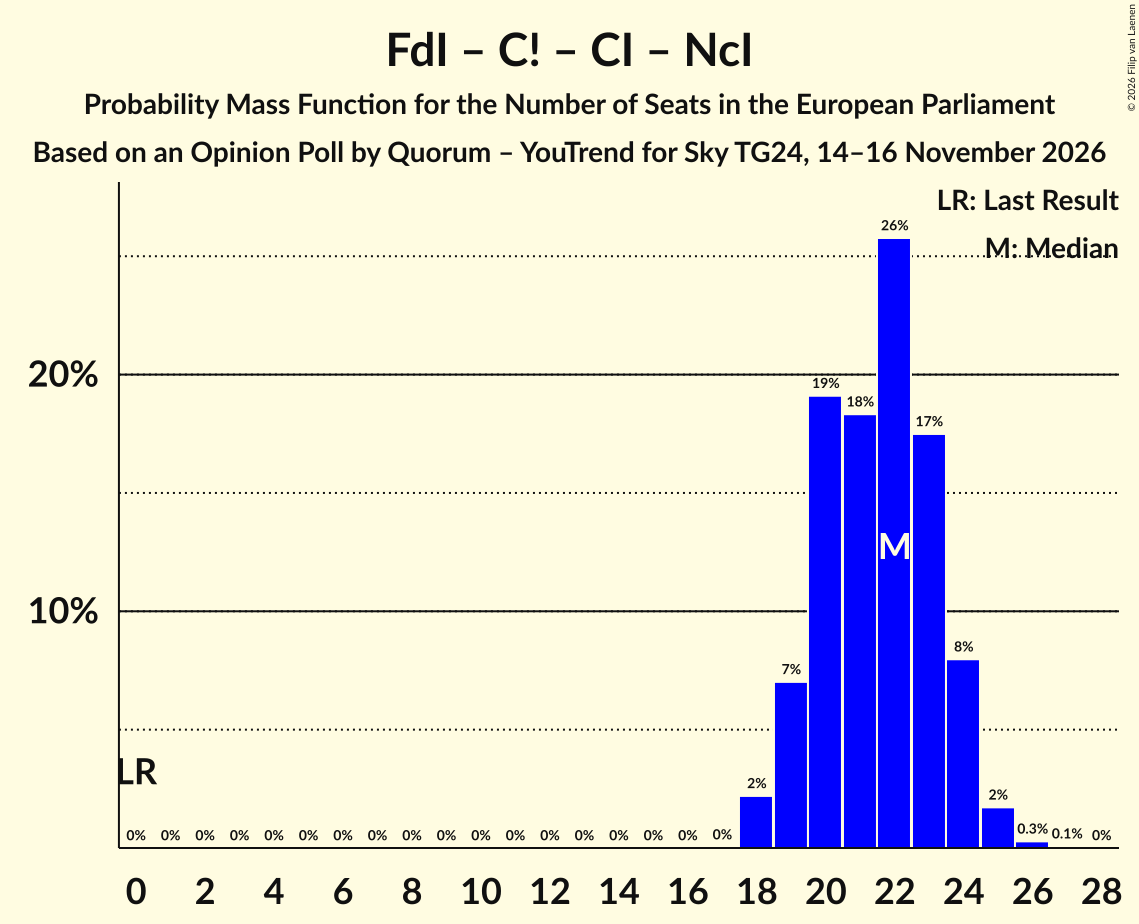 FdI – C! – CI – NcI
Probability Mass Function for the Number of Seats in the European Parliament
Based on an Opinion Poll by Quorum – YouTrend for Sky TG24, 14–16 November 2026
© 2026 Filip van Laenen
LR: Last Result
M: Median
26%
20%
19%
18%
17%
M
10%
8%
7%
LR
2%
2%
0% 0% 0% 0% 0% 0% 0% 0% 0% 0% 0% 0% 0% 0% 0% 0% 0% 0% 0.3% 0.1% 0%
0 2 4 6 8 10 12 14 16 18 20 22 24 26 28